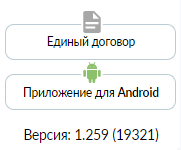 Единый договор
Приложение для Android
Версия: 1.259 (19321)